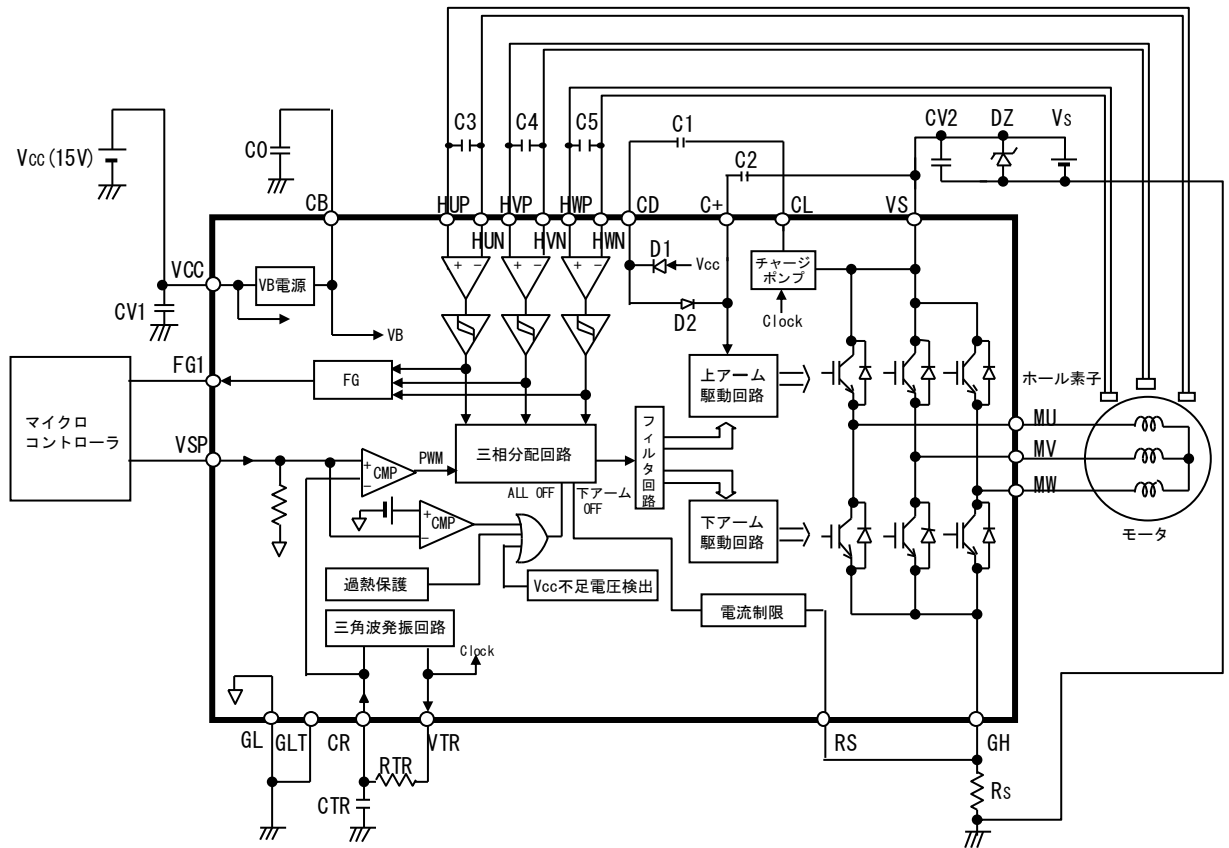 Vcc(15V)
C0
C3
C4
C5
C1
C2
CV2
DZ
Vs
CB
HUP
HVP
HWP
CD
C+
CL
VS
HUN
HVN
HWN
VCC
VB電源
D1
Vcc
チャージ
ポンプ
CV1
D2
Clock
VB
FG1
FG
上アーム
駆動回路
ホール素子
マイクロ
コントローラ
VSP
三相分配回路
フィルタ回路
MU
MV
MW
CMP
PWM
ALL OFF
下アーム
OFF
CMP
下アーム
駆動回路
モータ
過熱保護
Vcc不足電圧検出
電流制限
三角波発振回路
Clock
GL
GLT
CR
VTR
RS
GH
RTR
CTR
Rs